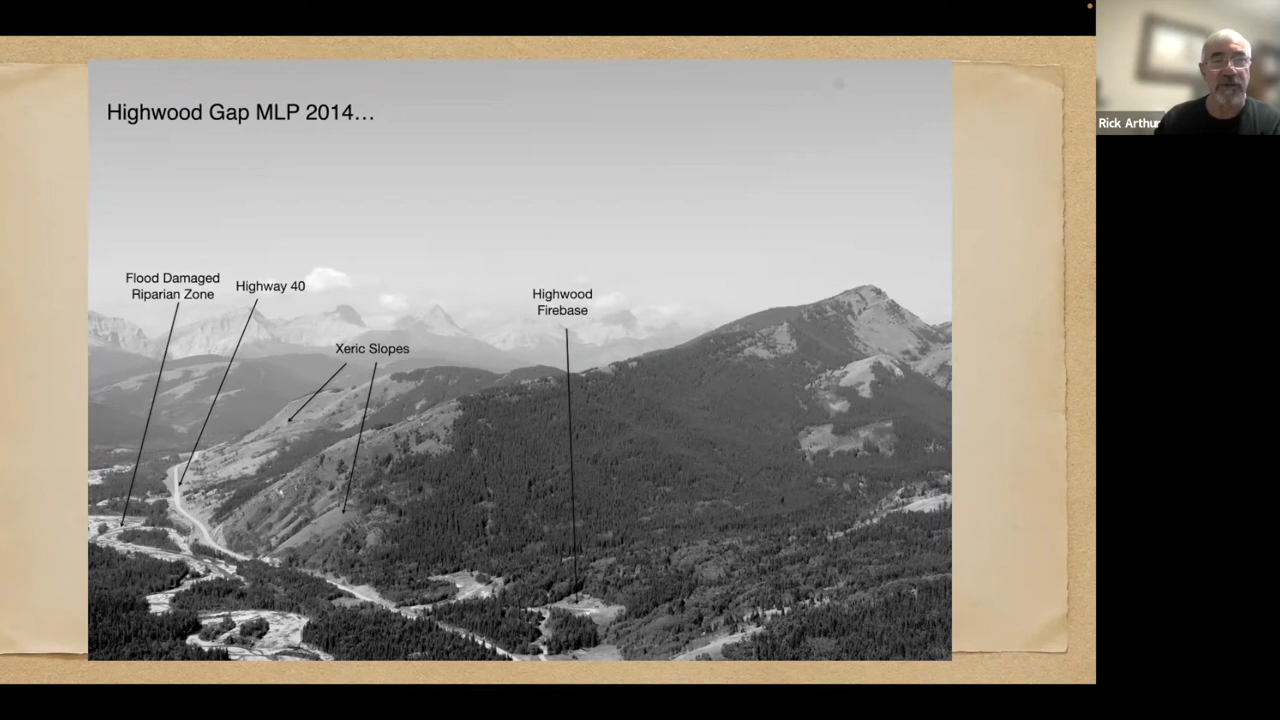 Highwood Gap MLP 2014…
Flood Damaged
Riparian Zone
Highway 40
Highwood
Firebase
Xeric Slopes
Rick Arthur